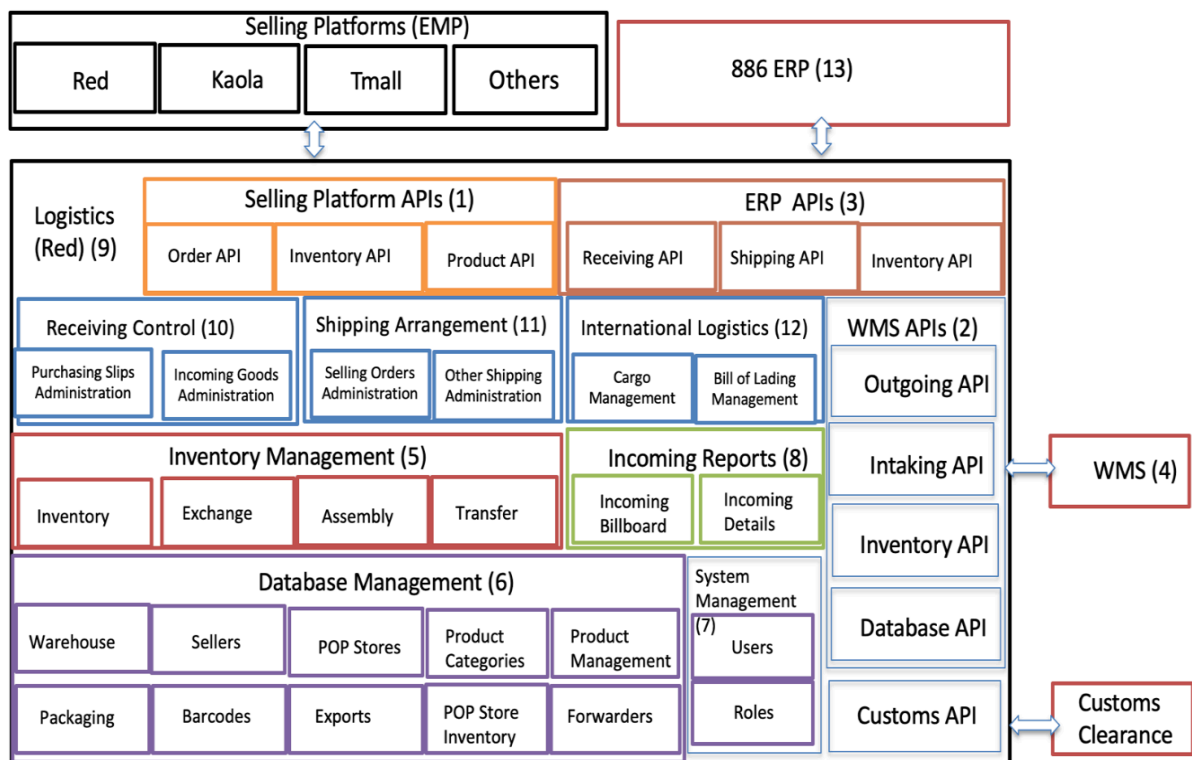 Selling Platforms (EMP)
Red
Kaola
Tmall
Others
886 ERP (13)
Logistics
(Red) (9)
Selling Platform APIs (1)
Order API
Inventory API
Product API
ERP APIs (3)
Receiving API
Shipping API
Inventory API
Receiving Control (10)
Purchasing Slips
Administration
Incoming Goods
Administration
Shipping Arrangement (11)
Selling Orders
Administration
Other Shipping
Administration
International Logistics (12)
Cargo
Management
Bill of Lading
Management
WMS APIs (2)
Outgoing API
Intaking API
Inventory API
Database API
Customs API
WMS (4)
Customs
Clearance
Inventory Management (5)
Inventory
Exchange
Assembly
Transfer
Incoming Reports (8)
Incoming
Billboard
Incoming
Details
Database Management (6)
Warehouse
Sellers
POP Stores
Product
Categories
Product
Management
Packaging
Barcodes
Exports
POP Store
Inventory
Forwarders
System
Management
(7)
Users
Roles